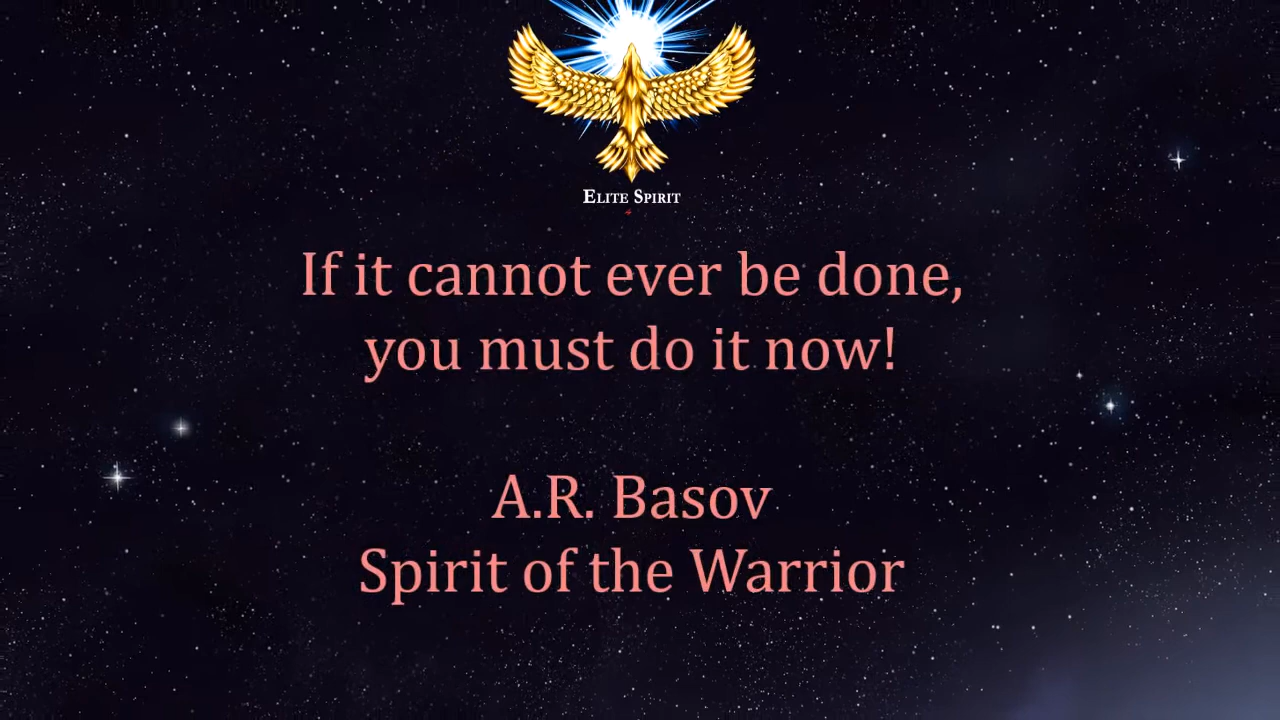 Elite Spirit
If it cannot ever be done,
you must do it now!
A.R. Basov
Spirit of the Warrior